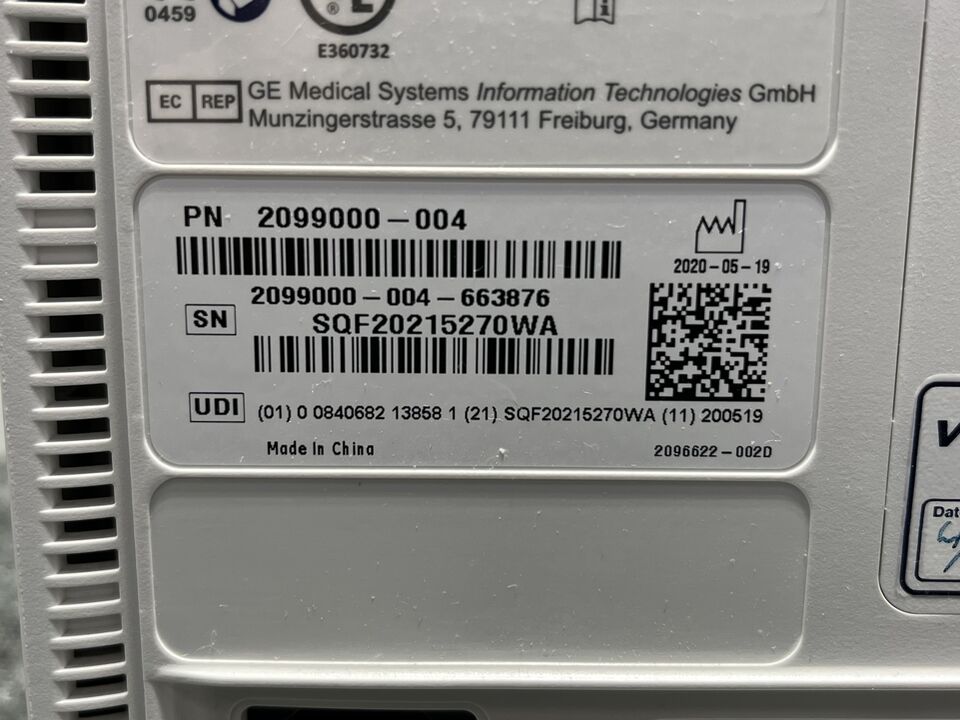 0459
E360732
EC REP GE Medical Systems Information Technologies GmbH
Munzingerstrasse 5, 79111 Freiburg, Germany
PN 2099000-004
2020-05-19
2099000-004-663876
SN SQF20215270WA
UDI (01) 0 0840682 13858 1 (21) SQF20215270WA (11) 200519
Made In China
2096622-002D
Dat